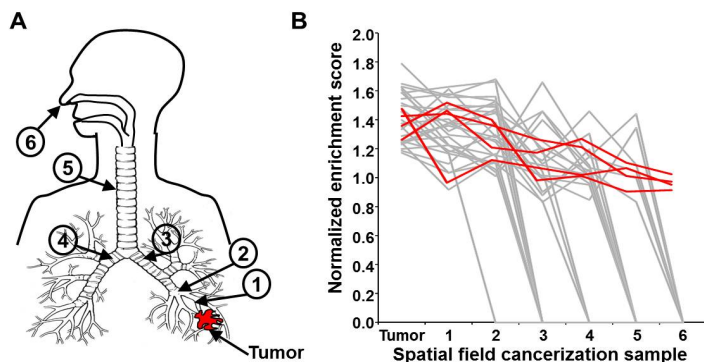 A
6
5
4
3
2
1
Tumor
B
Normalized enrichment score
2.0
1.8
1.6
1.4
1.2
1.0
0.8
0.6
0.4
0.2
0.0
Tumor 1 2 3 4 5 6
Spatial field cancerization sample